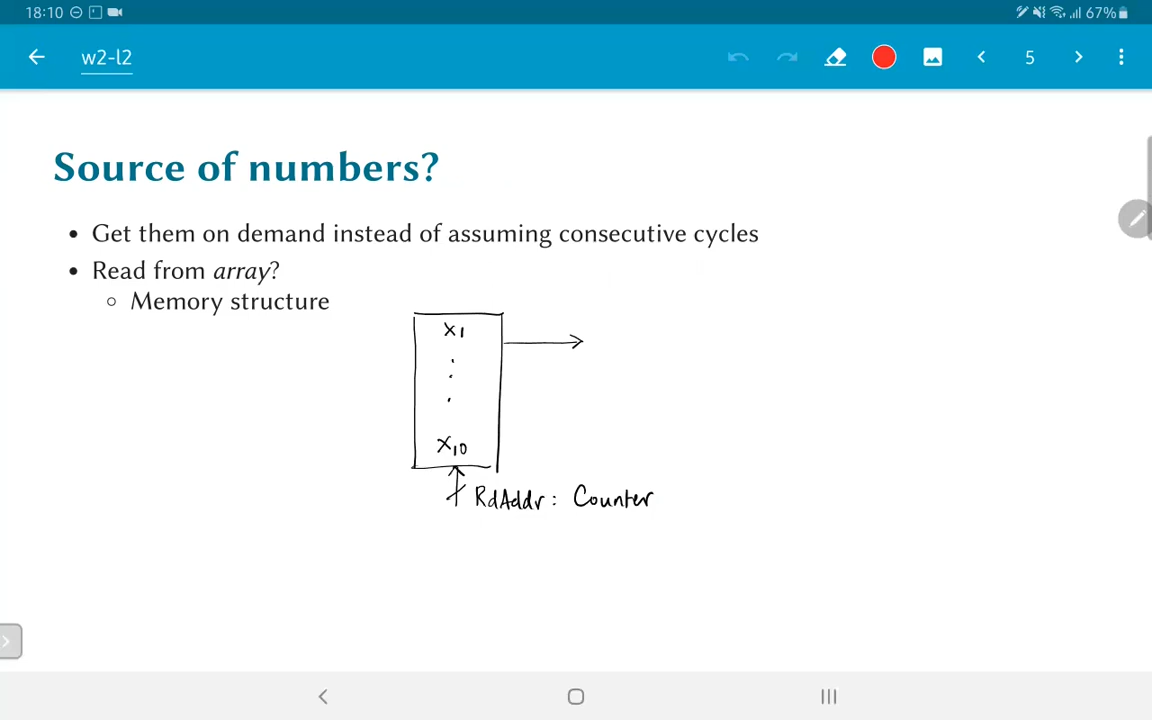 18:10
67%
w2-l2
5
Source of numbers?
• Get them on demand instead of assuming consecutive cycles
• Read from array?
○ Memory structure
x₁
⋮
x₁₀
RdAddr: Counter